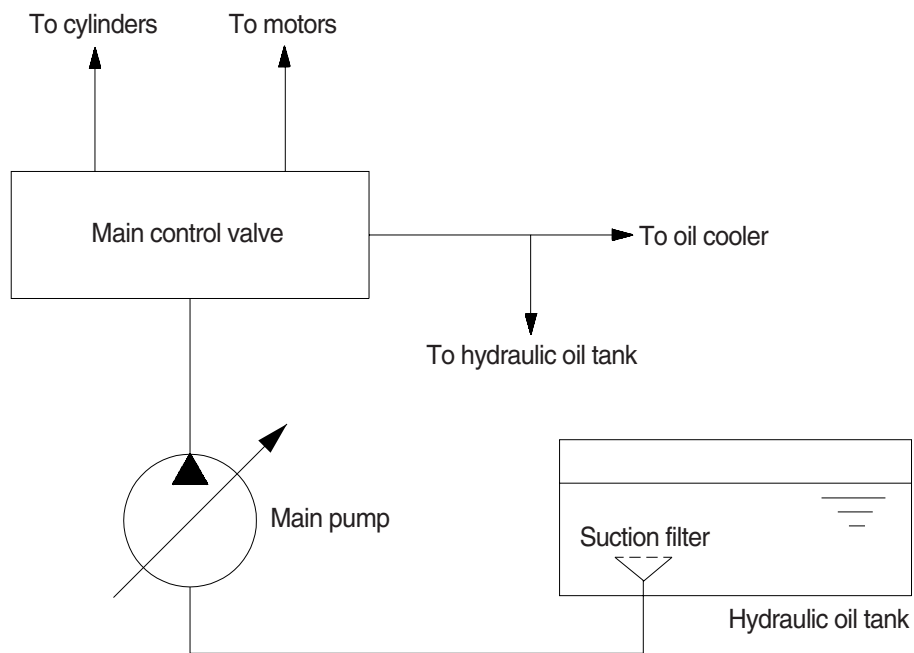 To cylinders
To motors
Main control valve
To oil cooler
To hydraulic oil tank
Main pump
Suction filter
Hydraulic oil tank